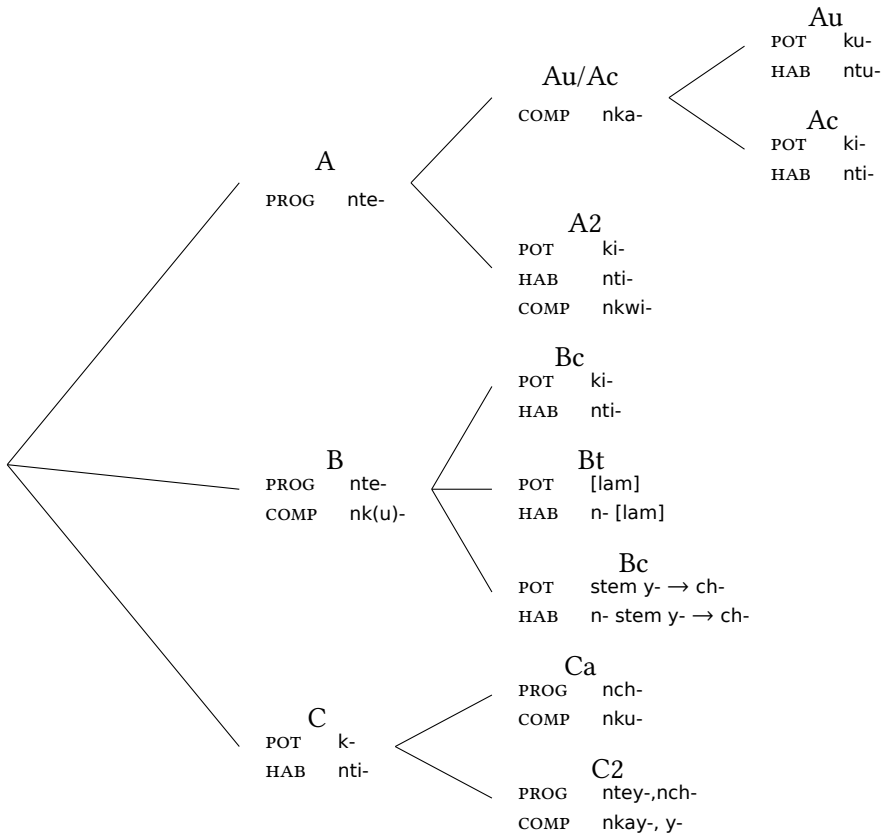 Au
POT ku-
HAB ntu-
Au/Ac
COMP nka-
Ac
POT ki-
HAB nti-
A
PROG nte-
A2
POT ki-
HAB nti-
COMP nkwi-
Bc
POT ki-
HAB nti-
B
PROG nte-
COMP nk(u)-
Bt
POT [lam]
HAB n- [lam]
Bc
POT stem y- → ch-
HAB n- stem y- → ch-
Ca
PROG nch-
COMP nku-
C
POT k-
HAB nti-
C2
PROG ntey-,nch-
COMP nkay-, y-